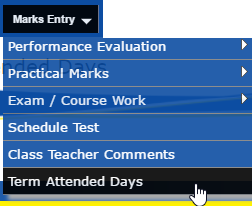 Marks Entry
Performance Evaluation
Practical Marks
Exam / Course Work
Schedule Test
Class Teacher Comments
Term Attended Days